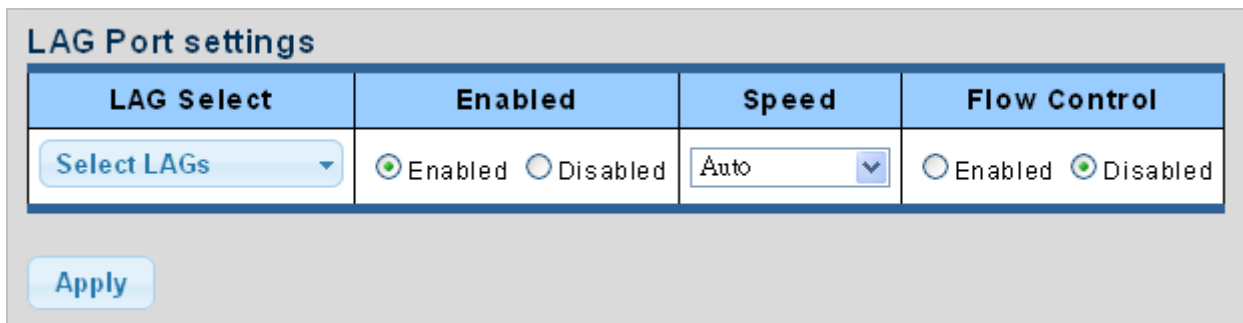 LAG Port settings
LAG Select Enabled Speed Flow Control
Select LAGs Enabled Disabled Auto Enabled Disabled
Apply